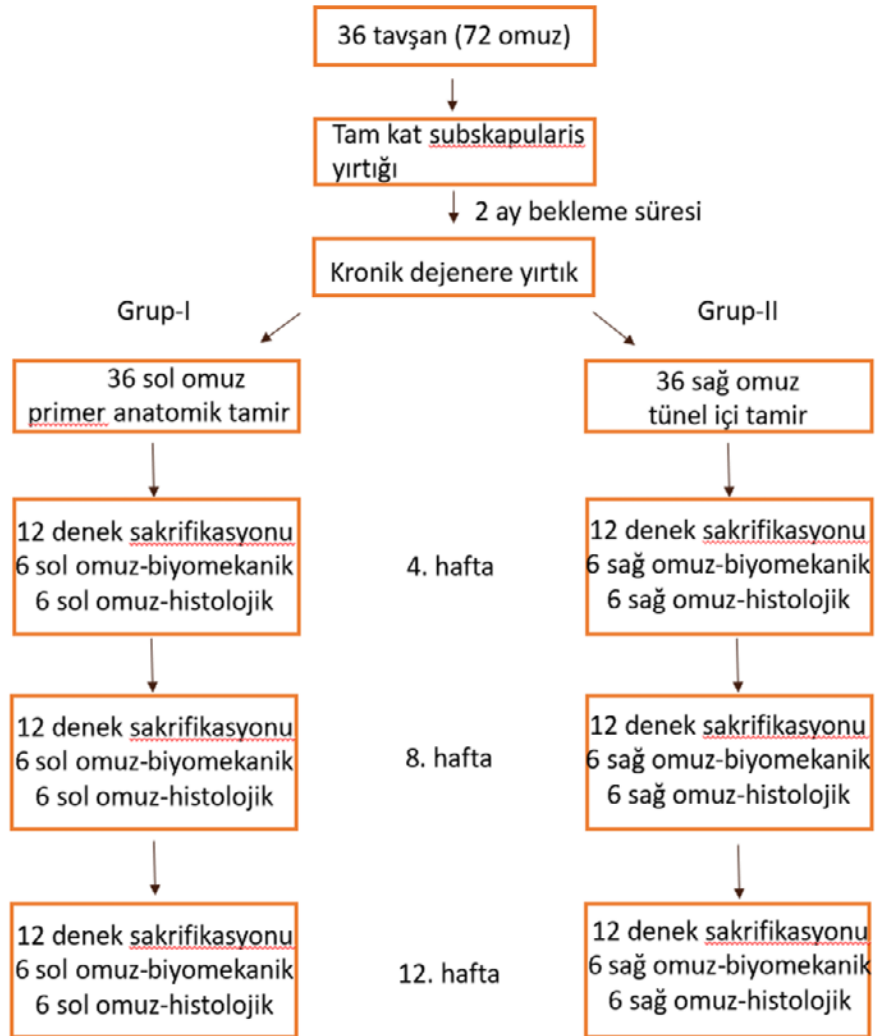 36 tavşan (72 omuz)
Tam kat subskapularis
yırtığı
2 ay bekleme süresi
Kronik dejenere yırtık
Grup-I
Grup-II
36 sol omuz
primer anatomik tamir
36 sağ omuz
tünel içi tamir
12 denek sakrifikasyonu
6 sol omuz-biyomekanik
6 sol omuz-histolojik
4. hafta
12 denek sakrifikasyonu
6 sağ omuz-biyomekanik
6 sağ omuz-histolojik
12 denek sakrifikasyonu
6 sol omuz-biyomekanik
6 sol omuz-histolojik
8. hafta
12 denek sakrifikasyonu
6 sağ omuz-biyomekanik
6 sağ omuz-histolojik
12 denek sakrifikasyonu
6 sol omuz-biyomekanik
6 sol omuz-histolojik
12. hafta
12 denek sakrifikasyonu
6 sağ omuz-biyomekanik
6 sağ omuz-histolojik